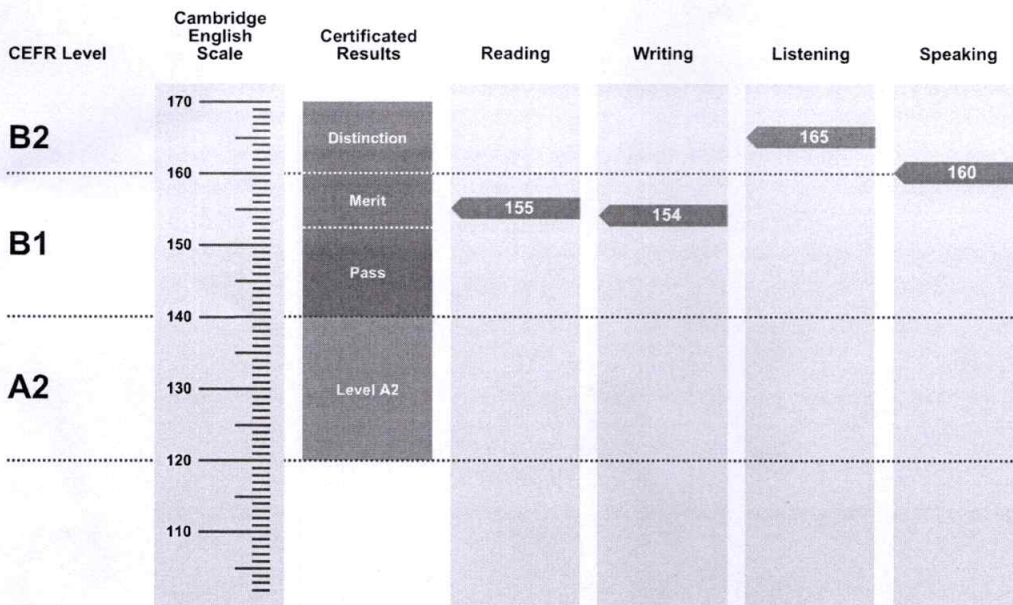 CEFR Level
Cambridge
English
Scale
Certificated
Results
Reading
Writing
Listening
Speaking
170
B2
Distinction
165
160
160
Merit
155
154
B1
150
Pass
140
A2
130
Level A2
120
110